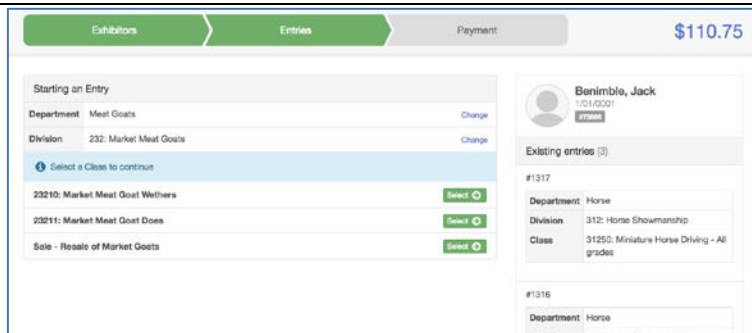 Exhibitors
Entries
Payment
$110.75
Starting an Entry
Department Meat Goats Change
Division 232: Market Meat Goats Change
Select a Class to continue
23210: Market Meat Goat Wethers Select
23211: Market Meat Goat Does Select
Sale - Resale of Market Goats Select
Benimble, Jack
1/01/0001
Existing entries (3)
#1317
Department Horse
Division 312: Horse Showmanship
Class 31250: Miniature Horse Driving - All
grades
#1316
Department Horse